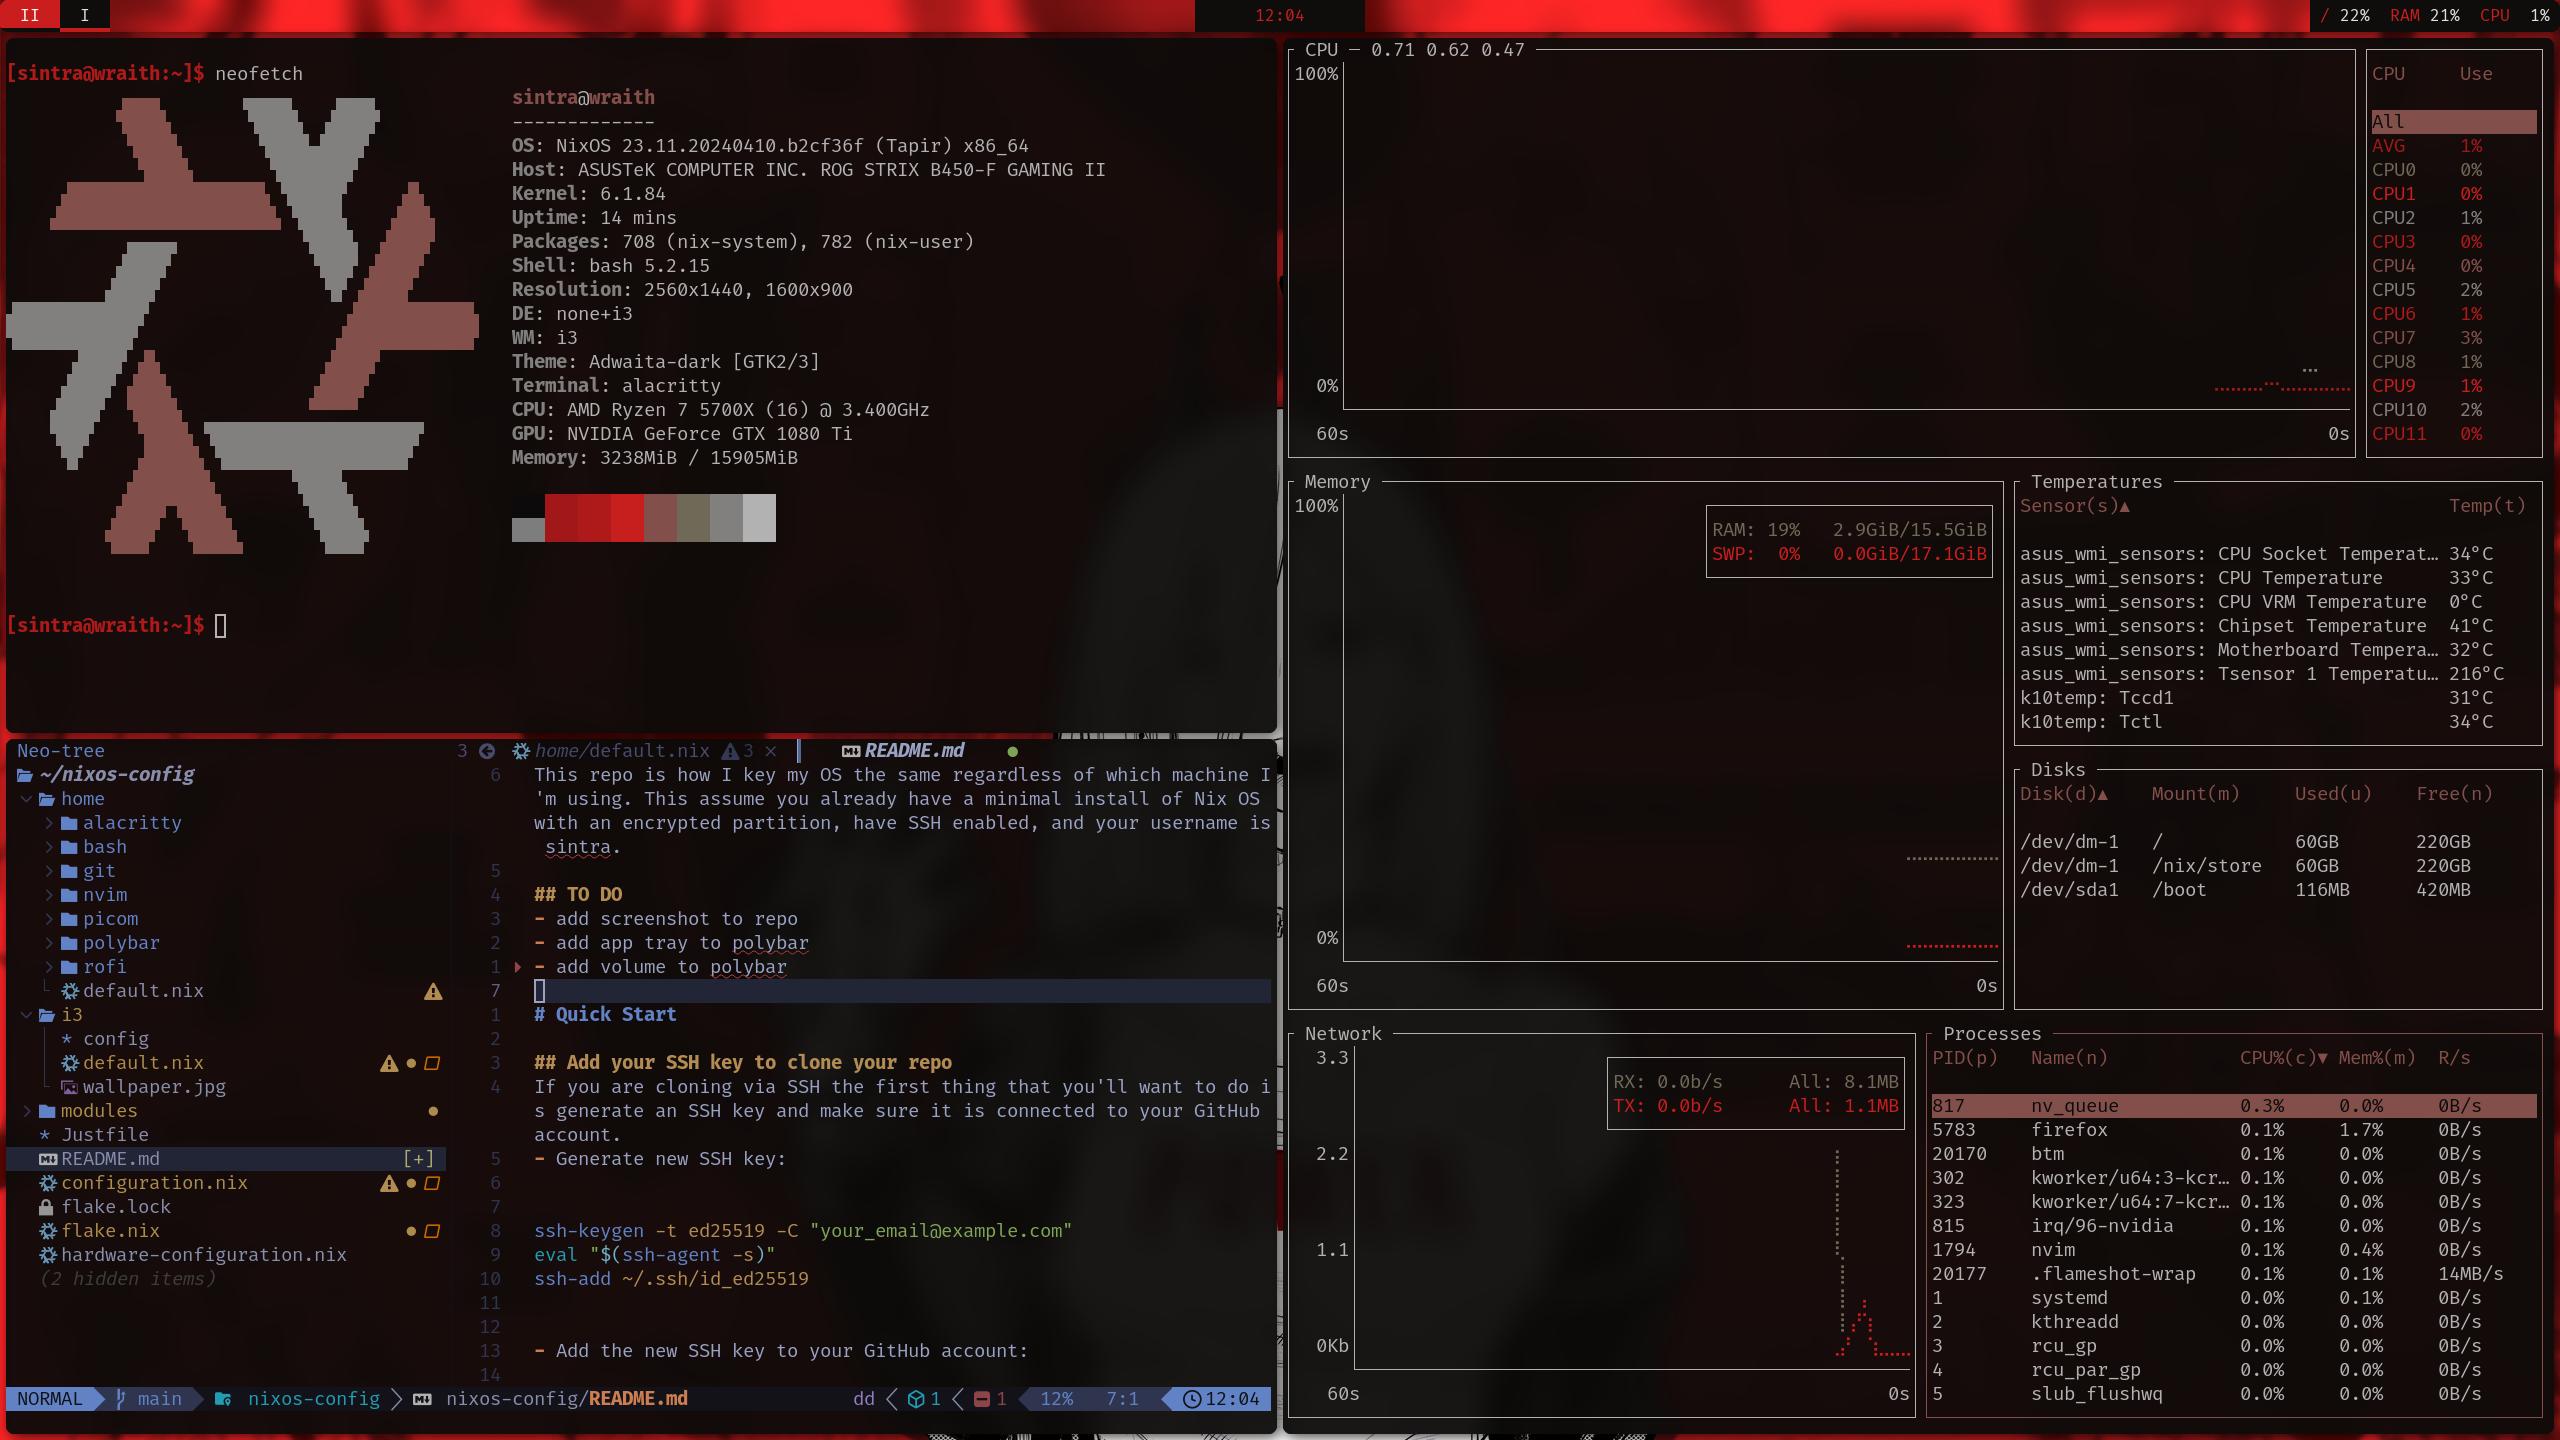 II I 12:04 / 22% RAM 21% CPU 1%
[sintra@wraith:~]$ neofetch
sintra@wraith
-------------
OS: NixOS 23.11.20240410.b2cf36f (Tapir) x86_64
Host: ASUSTeK COMPUTER INC. ROG STRIX B450-F GAMING II
Kernel: 6.1.84
Uptime: 14 mins
Packages: 708 (nix-system), 782 (nix-user)
Shell: bash 5.2.15
Resolution: 2560x1440, 1600x900
DE: none+i3
WM: i3
Theme: Adwaita-dark [GTK2/3]
Terminal: alacritty
CPU: AMD Ryzen 7 5700X (16) @ 3.400GHz
GPU: NVIDIA GeForce GTX 1080 Ti
Memory: 3238MiB / 15905MiB
[sintra@wraith:~]$
Neo-tree
~/nixos-config
home
alacritty
bash
git
nvim
picom
polybar
rofi
default.nix
i3
* config
default.nix
wallpaper.jpg
modules
* Justfile
README.md [+]
configuration.nix
flake.lock
flake.nix
hardware-configuration.nix
(2 hidden items)
3 home/default.nix 3 × README.md
6 This repo is how I key my OS the same regardless of which machine I
'm using. This assume you already have a minimal install of Nix OS
with an encrypted partition, have SSH enabled, and your username is
sintra.
5
4 ## TO DO
3 - add screenshot to repo
2 - add app tray to polybar
1 - add volume to polybar
7
1 # Quick Start
2
3 ## Add your SSH key to clone your repo
4 If you are cloning via SSH the first thing that you'll want to do i
s generate an SSH key and make sure it is connected to your GitHub
account.
5 - Generate new SSH key:
6
7
8 ssh-keygen -t ed25519 -C "your_email@example.com"
9 eval "$(ssh-agent -s)"
10 ssh-add ~/.ssh/id_ed25519
11
12
13 - Add the new SSH key to your GitHub account:
14
NORMAL main nixos-config nixos-config/README.md dd 1 1 12% 7:1 12:04
CPU — 0.71 0.62 0.47
100%
0%
60s 0s
CPU Use
All
AVG 1%
CPU0 0%
CPU1 0%
CPU2 1%
CPU3 0%
CPU4 0%
CPU5 2%
CPU6 1%
CPU7 3%
CPU8 1%
CPU9 1%
CPU10 2%
CPU11 0%
Memory
100%
RAM: 19% 2.9GiB/15.5GiB
SWP: 0% 0.0GiB/17.1GiB
0%
60s 0s
Temperatures
Sensor(s)▲ Temp(t)
asus_wmi_sensors: CPU Socket Temperat… 34°C
asus_wmi_sensors: CPU Temperature 33°C
asus_wmi_sensors: CPU VRM Temperature 0°C
asus_wmi_sensors: Chipset Temperature 41°C
asus_wmi_sensors: Motherboard Tempera… 32°C
asus_wmi_sensors: Tsensor 1 Temperatu… 216°C
k10temp: Tccd1 31°C
k10temp: Tctl 34°C
Disks
Disk(d)▲ Mount(m) Used(u) Free(n)
/dev/dm-1 / 60GB 220GB
/dev/dm-1 /nix/store 60GB 220GB
/dev/sda1 /boot 116MB 420MB
Network
3.3
RX: 0.0b/s All: 8.1MB
TX: 0.0b/s All: 1.1MB
2.2
1.1
0Kb
60s 0s
Processes
PID(p) Name(n) CPU%(c)▼ Mem%(m) R/s
817 nv_queue 0.3% 0.0% 0B/s
5783 firefox 0.1% 1.7% 0B/s
20170 btm 0.1% 0.0% 0B/s
302 kworker/u64:3-kcr… 0.1% 0.0% 0B/s
323 kworker/u64:7-kcr… 0.1% 0.0% 0B/s
815 irq/96-nvidia 0.1% 0.0% 0B/s
1794 nvim 0.1% 0.4% 0B/s
20177 .flameshot-wrap 0.1% 0.1% 14MB/s
1 systemd 0.0% 0.1% 0B/s
2 kthreadd 0.0% 0.0% 0B/s
3 rcu_gp 0.0% 0.0% 0B/s
4 rcu_par_gp 0.0% 0.0% 0B/s
5 slub_flushwq 0.0% 0.0% 0B/s